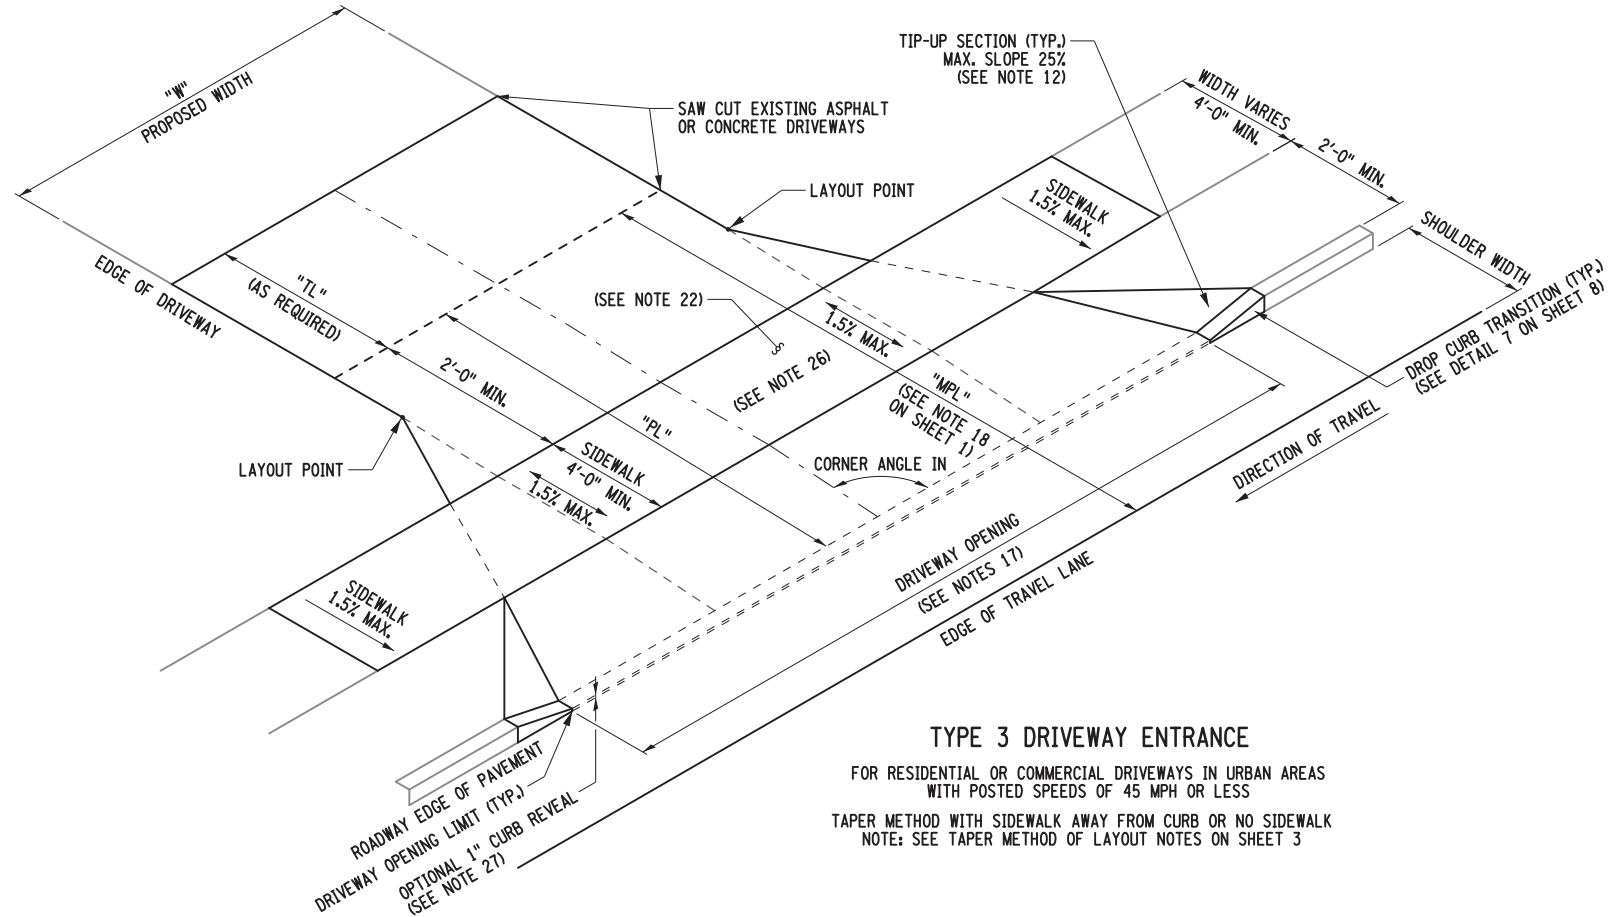 TIP-UP SECTION (TYP.)
MAX. SLOPE 25%
(SEE NOTE 12)
"W"
PROPOSED WIDTH
SAW CUT EXISTING ASPHALT
OR CONCRETE DRIVEWAYS
WIDTH VARIES
4'-0" MIN.
2'-0" MIN.
LAYOUT POINT
SIDEWALK
1.5% MAX.
SHOULDER WIDTH
EDGE OF DRIVEWAY
"TL"
(AS REQUIRED)
(SEE NOTE 22)
1.5% MAX.
DROP CURB TRANSITION (TYP.)
(SEE DETAIL 7 ON SHEET 8)
2'-0" MIN.
(SEE NOTE 26)
"MPL"
(SEE NOTE 18
ON SHEET 1)
"PL"
DIRECTION OF TRAVEL
LAYOUT POINT
SIDEWALK
4'-0" MIN.
1.5% MAX.
CORNER ANGLE IN
DRIVEWAY OPENING
(SEE NOTES 17)
EDGE OF TRAVEL LANE
SIDEWALK
1.5% MAX.
ROADWAY EDGE OF PAVEMENT
DRIVEWAY OPENING LIMIT (TYP.)
OPTIONAL 1" CURB REVEAL
(SEE NOTE 27)
TYPE 3 DRIVEWAY ENTRANCE
FOR RESIDENTIAL OR COMMERCIAL DRIVEWAYS IN URBAN AREAS
WITH POSTED SPEEDS OF 45 MPH OR LESS
TAPER METHOD WITH SIDEWALK AWAY FROM CURB OR NO SIDEWALK
NOTE: SEE TAPER METHOD OF LAYOUT NOTES ON SHEET 3